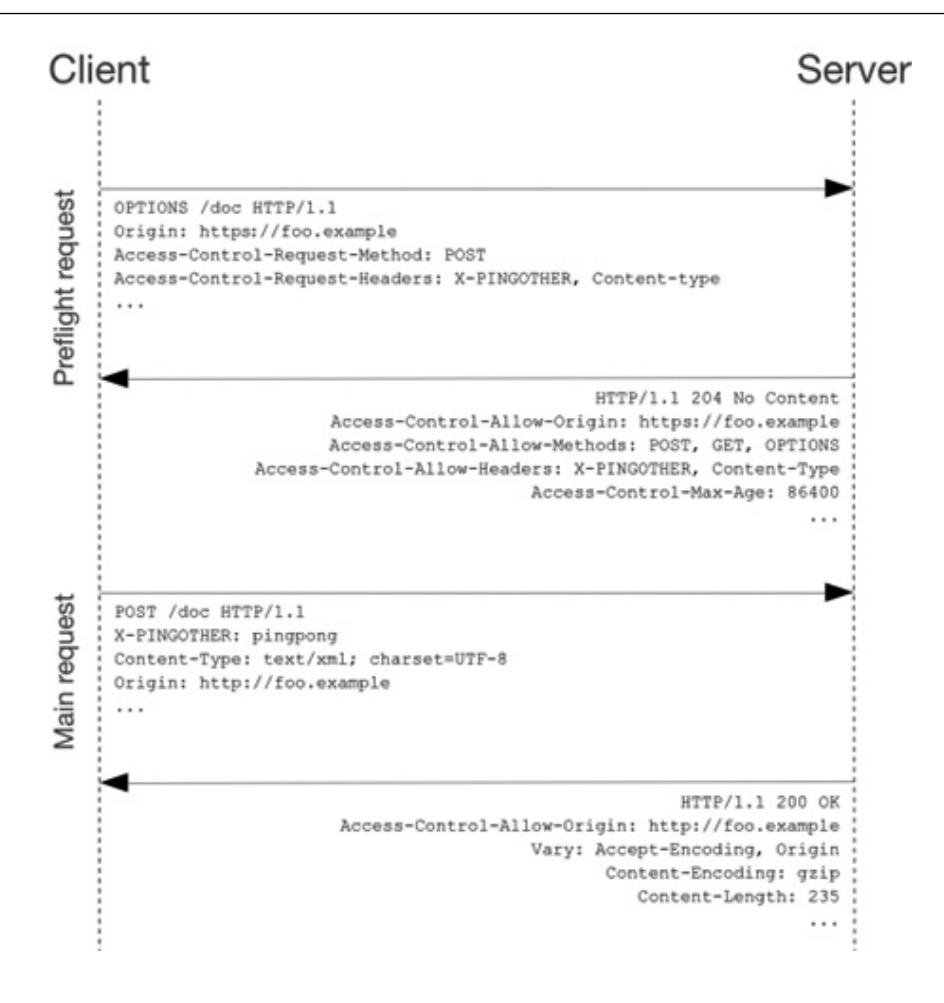 Client
Server
Preflight request
OPTIONS /doc HTTP/1.1
Origin: https://foo.example
Access-Control-Request-Method: POST
Access-Control-Request-Headers: X-PINGOTHER, Content-type
...
HTTP/1.1 204 No Content
Access-Control-Allow-Origin: https://foo.example
Access-Control-Allow-Methods: POST, GET, OPTIONS
Access-Control-Allow-Headers: X-PINGOTHER, Content-Type
Access-Control-Max-Age: 86400
...
Main request
POST /doc HTTP/1.1
X-PINGOTHER: pingpong
Content-Type: text/xml; charset=UTF-8
Origin: http://foo.example
...
HTTP/1.1 200 OK
Access-Control-Allow-Origin: http://foo.example
Vary: Accept-Encoding, Origin
Content-Encoding: gzip
Content-Length: 235
...